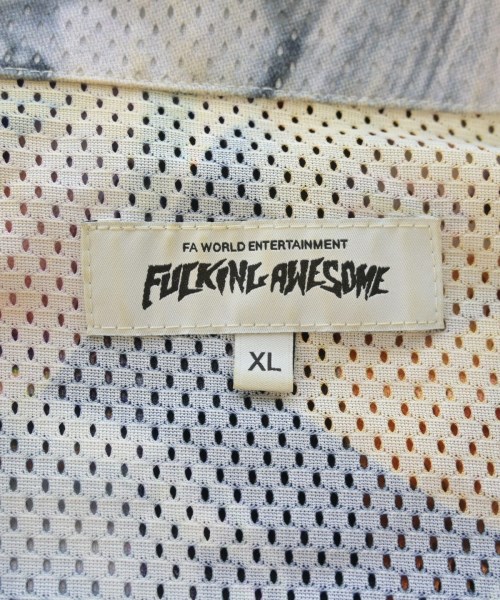 FA WORLD ENTERTAINMENT
FUCKING AWESOME
XL